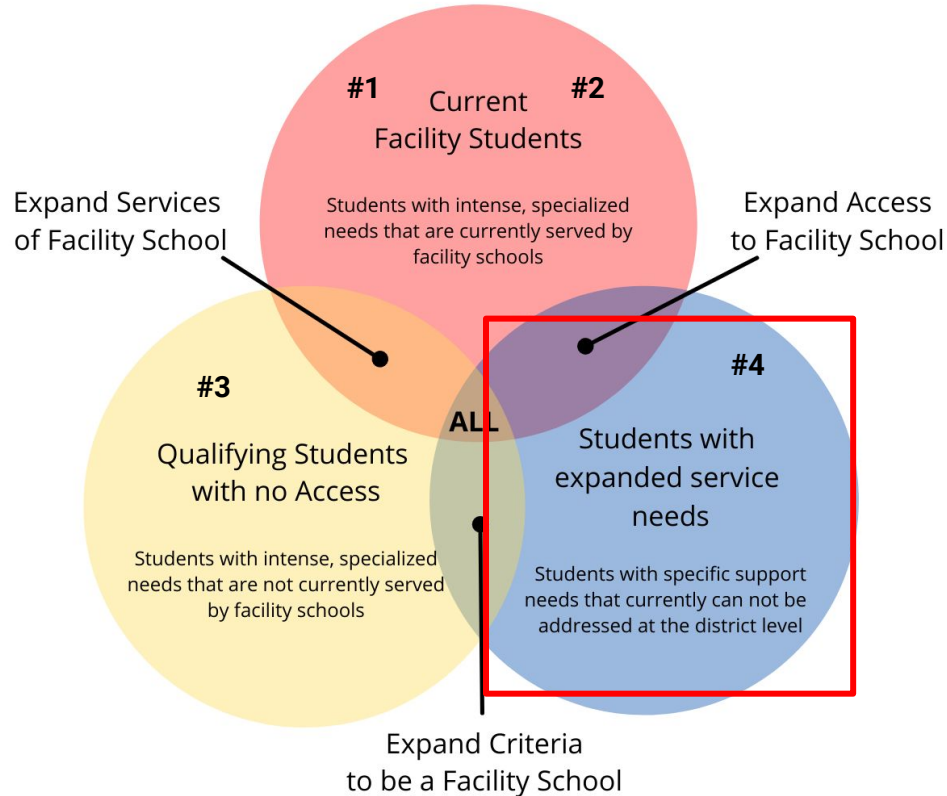 #1
#2
Current
Facility Students
Students with intense, specialized
needs that are currently served by
facility schools
Expand Services
of Facility School
Expand Access
to Facility School
#3
Qualifying Students
with no Access
Students with intense, specialized
needs that are not currently served
by facility schools
ALL
#4
Students with
expanded service
needs
Students with specific support
needs that currently can not be
addressed at the district level
Expand Criteria
to be a Facility School